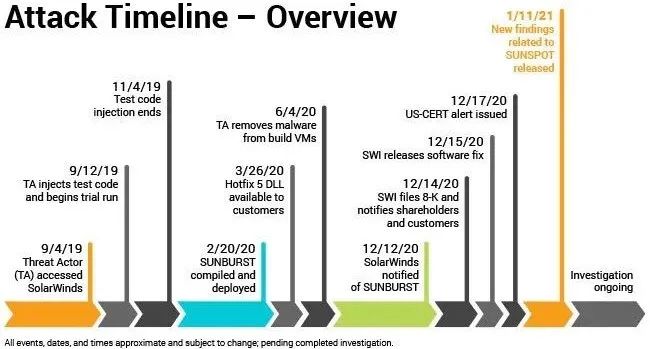 Attack Timeline – Overview
9/4/19
Threat Actor
(TA) accessed
SolarWinds
9/12/19
TA injects test code
and begins trial run
11/4/19
Test code
injection ends
2/20/20
SUNBURST
compiled and
deployed
3/26/20
Hotfix 5 DLL
available to
customers
6/4/20
TA removes malware
from build VMs
12/12/20
SolarWinds
notified
of SUNBURST
12/14/20
SWI files 8-K and
notifies shareholders
and customers
12/15/20
SWI releases software fix
12/17/20
US-CERT alert issued
1/11/21
New findings
related to
SUNSPOT
released
Investigation
ongoing
All events, dates, and times approximate and subject to change; pending completed investigation.